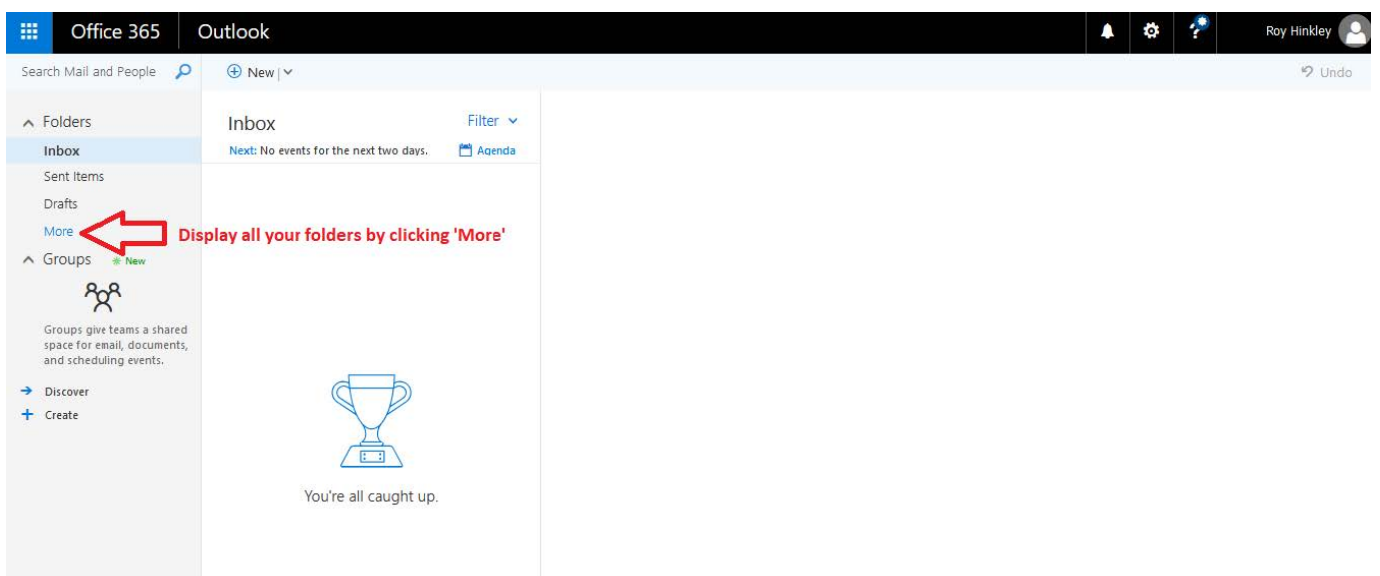 Office 365
Outlook
Roy Hinkley
Search Mail and People
New
Undo
Folders
Inbox
Sent Items
Drafts
More
Groups
New
Groups give teams a shared
space for email, documents,
and scheduling events.
Discover
Create
Inbox
Filter
Next: No events for the next two days.
Agenda
Display all your folders by clicking 'More'
You're all caught up.